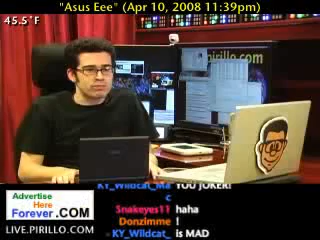 "Asus Eee" (Apr 10, 2008 11:39pm)
45.5°F
pirillo.com
KY_Wildcat_Mac YOU JOKER!
Snakeyes11 haha
Donzimme !
KY_Wildcat_ is MAD
Advertise
Here
Forever .COM
LIVE.PIRILLO.COM